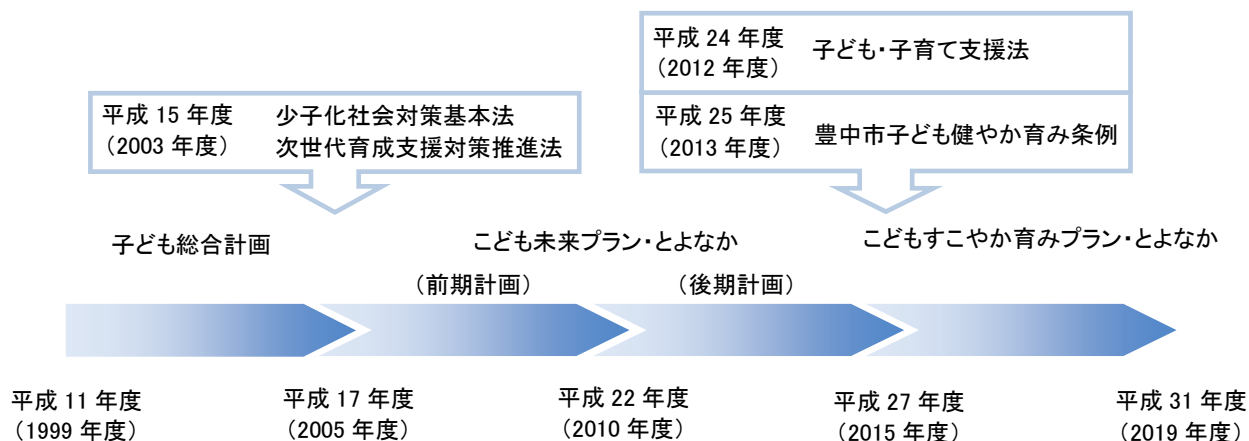 平成 24 年度
(2012 年度)
子ども・子育て支援法
平成 15 年度
(2003 年度)
少子化社会対策基本法
次世代育成支援対策推進法
平成 25 年度
(2013 年度)
豊中市子ども健やか育み条例
子ども総合計画
こども未来プラン・とよなか
こどもすこやか育みプラン・とよなか
(前期計画)
(後期計画)
平成 11 年度
(1999 年度)
平成 17 年度
(2005 年度)
平成 22 年度
(2010 年度)
平成 27 年度
(2015 年度)
平成 31 年度
(2019 年度)